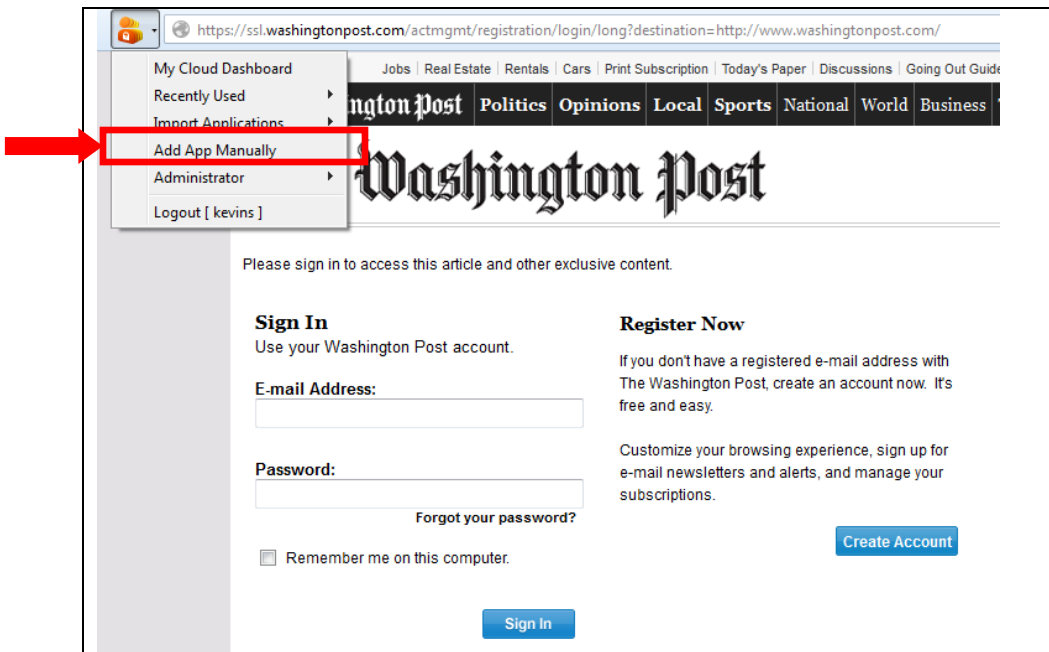 https://ssl.washingtonpost.com/actmgmt/registration/login/long?destination=http://www.washingtonpost.com/
My Cloud Dashboard
Recently Used
Import Applications
Add App Manually
Administrator
Logout [ kevins ]
Jobs | Real Estate | Rentals | Cars | Print Subscription | Today's Paper | Discussions | Going Out Guide
ngton Post Politics Opinions Local Sports National World Business
Washington Post
Please sign in to access this article and other exclusive content.
Sign In
Use your Washington Post account.
E-mail Address:
Password:
Forgot your password?
Remember me on this computer.
Sign In
Register Now
If you don't have a registered e-mail address with
The Washington Post, create an account now. It's
free and easy.
Customize your browsing experience, sign up for
e-mail newsletters and alerts, and manage your
subscriptions.
Create Account